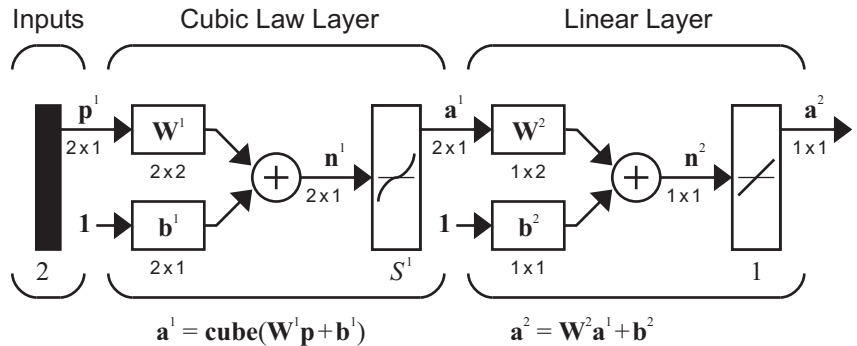 Inputs Cubic Law Layer Linear Layer
p¹ W¹ n¹ a¹ W² n² a²
2 x 1 2 x 2 2 x 1 2 x 1 1 x 2 1 x 1 1 x 1
1 b¹ 1 b²
2 x 1 1 x 1
2 S¹ 1
a¹ = cube(W¹p + b¹) a² = W²a¹ + b²